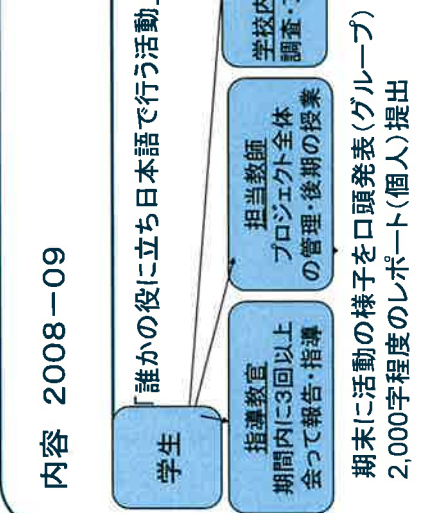 内容 2008－09
「誰かの役に立ち日本語で行う活動」
学生
指導教官
期間内に3回以上
会って報告・指導
担当教師
プロジェクト全体
の管理・後期の授業
学校内
調査・
期末に活動の様子を口頭発表(グループ)
2,000字程度のレポート(個人)提出